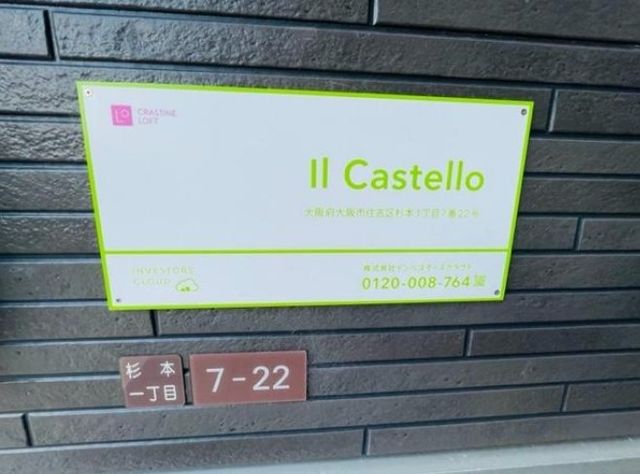 CRASTINE
LOFT
Il Castello
大阪府大阪市住吉区杉本1丁目7番22号
INVESTORS
CLOUD
株式会社インベスターズクラウド
0120-008-764
杉本
一丁目
7-22